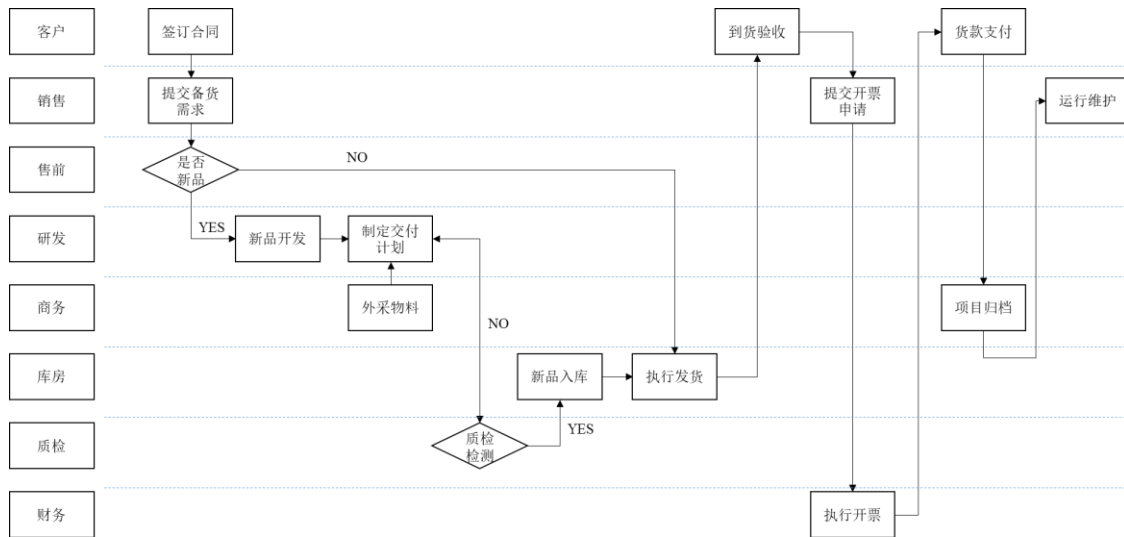 客户
签订合同
到货验收
货款支付
销售
提交备货
需求
提交开票
申请
运行维护
售前
是否
新品
NO
研发
YES
新品开发
制定交付
计划
商务
外采物料
NO
项目归档
库房
新品入库
执行发货
质检
质检
检测
YES
财务
执行开票